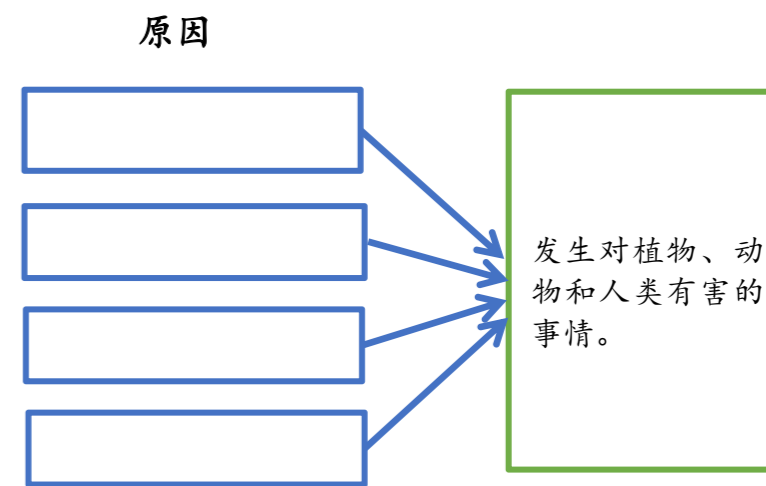 原因
发生对植物、动
物和人类有害的
事情。